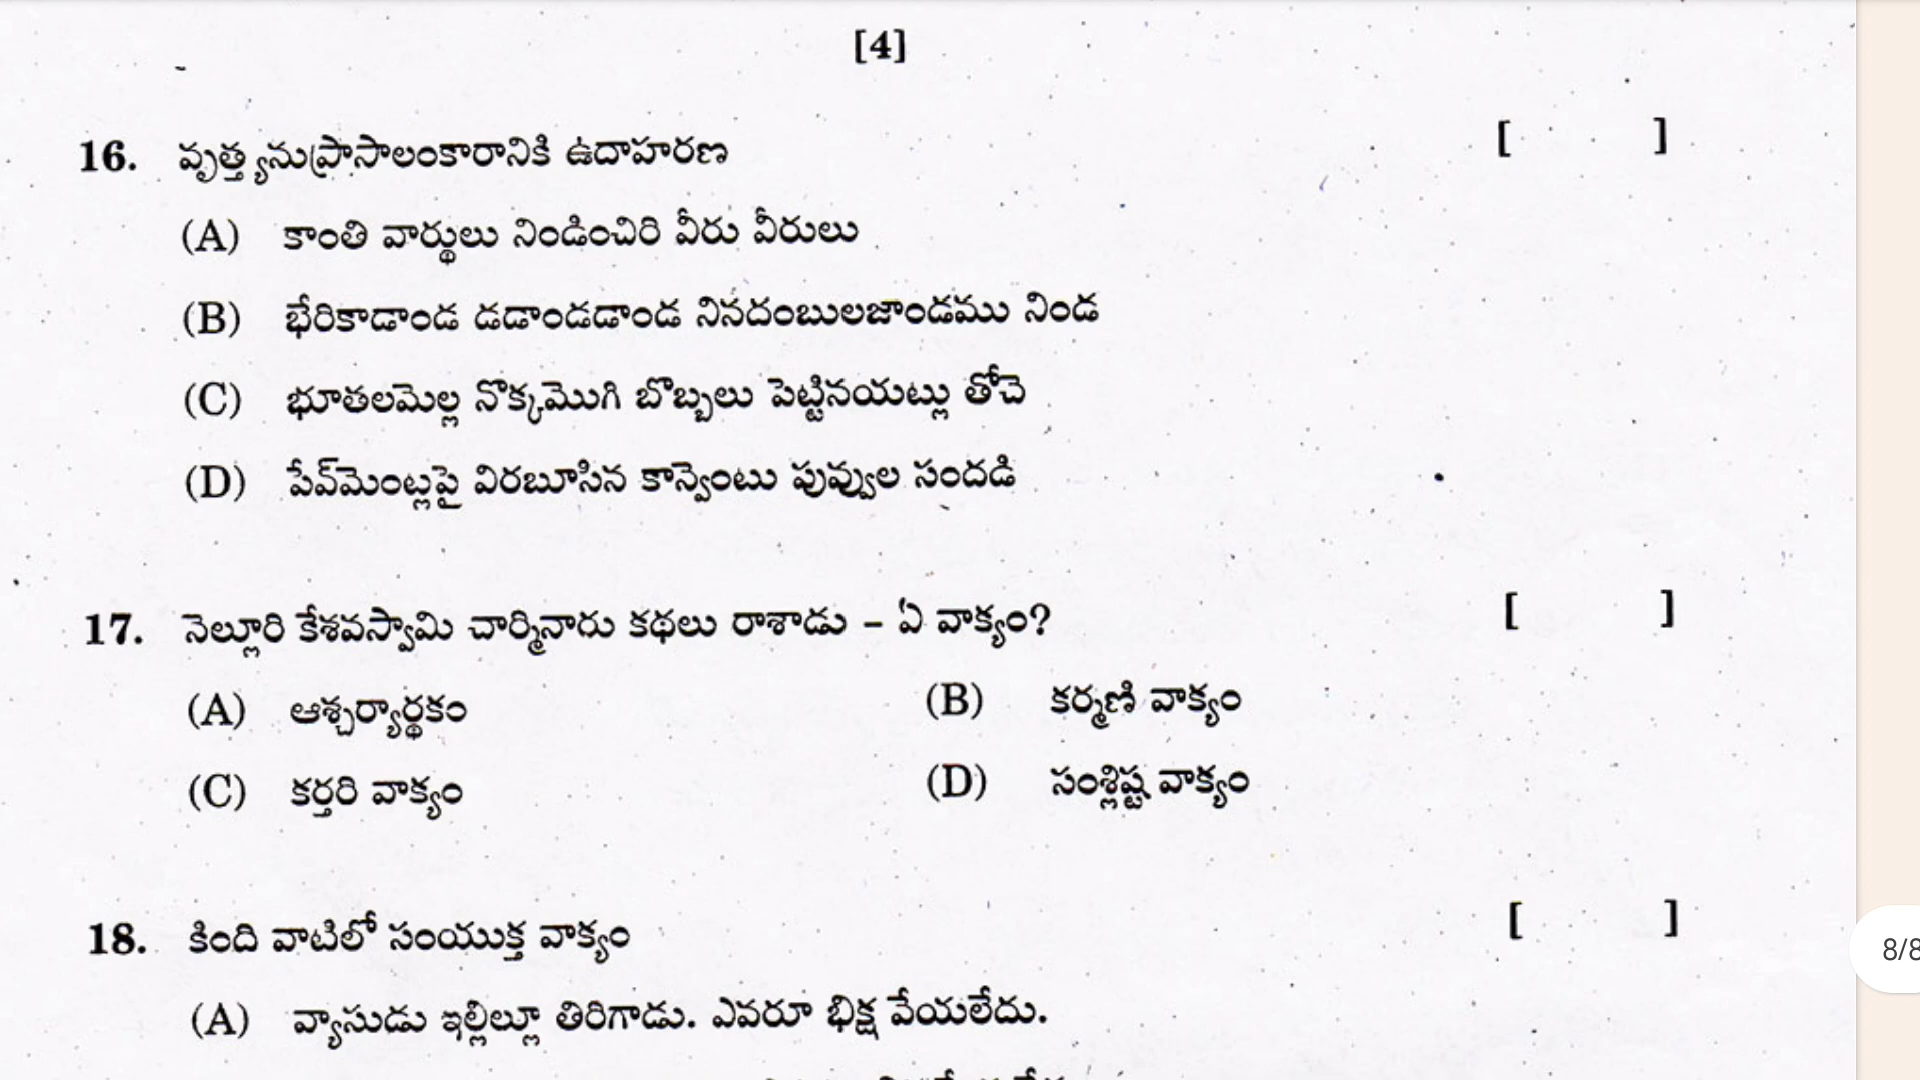 [4]
16. వృత్త్యనుప్రాసాలంకారానికి ఉదాహరణ [ ]
(A) కాంతి వార్థులు నిండించిరి వీరు వీరులు
(B) భేరికాడాండ డడాండడాండ నినదంబులజాండము నిండ
(C) భూతలమెల్ల నొక్కమొగి బొబ్బలు పెట్టినయట్లు తోచె
(D) పేవ్‌మెంట్లపై విరబూసిన కాన్వెంటు పువ్వుల సందడి
17. నెల్లూరి కేశవస్వామి చార్మినారు కథలు రాశాడు – ఏ వాక్యం? [ ]
(A) ఆశ్చర్యార్థకం (B) కర్మణి వాక్యం
(C) కర్తరి వాక్యం (D) సంశ్లిష్ట వాక్యం
18. కింది వాటిలో సంయుక్త వాక్యం [ ]
8/8
(A) వ్యాసుడు ఇల్లిల్లూ తిరిగాడు. ఎవరూ భిక్ష వేయలేదు.